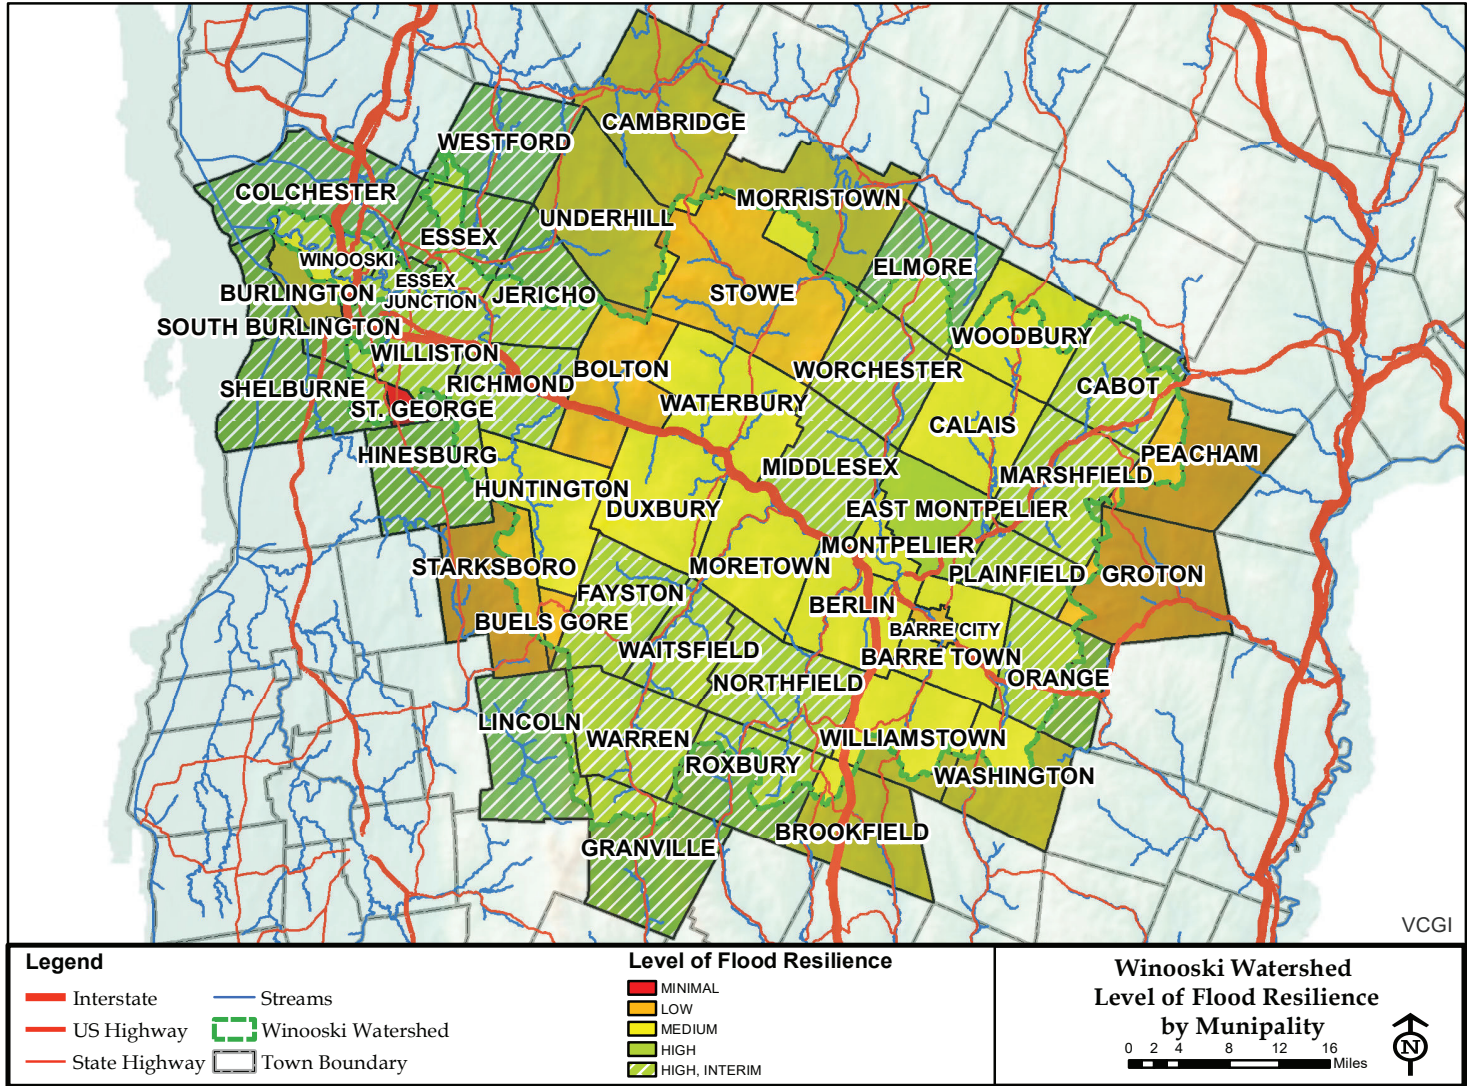 CAMBRIDGE
WESTFORD
COLCHESTER
MORRISTOWN
UNDERHILL
ESSEX
WINOOSKI
ELMORE
ESSEX
JUNCTION
BURLINGTON
JERICHO
STOWE
SOUTH BURLINGTON
WOODBURY
WILLISTON
BOLTON
WORCHESTER
RICHMOND
CABOT
SHELBURNE
ST. GEORGE
WATERBURY
CALAIS
HINESBURG
MIDDLESEX
PEACHAM
MARSHFIELD
HUNTINGTON
DUXBURY
EAST MONTPELIER
MONTPELIER
STARKSBORO
MORETOWN
PLAINFIELD
GROTON
FAYSTON
BERLIN
BUELS GORE
BARRE CITY
WAITSFIELD
BARRE TOWN
NORTHFIELD
ORANGE
LINCOLN
WARREN
WILLIAMSTOWN
ROXBURY
WASHINGTON
BROOKFIELD
GRANVILLE
VCGI
Legend
Interstate
US Highway
State Highway
Streams
Winooski Watershed
Town Boundary
Level of Flood Resilience
MINIMAL
LOW
MEDIUM
HIGH
HIGH, INTERIM
Winooski Watershed
Level of Flood Resilience
by Munipality
0 2 4 8 12 16
Miles
N